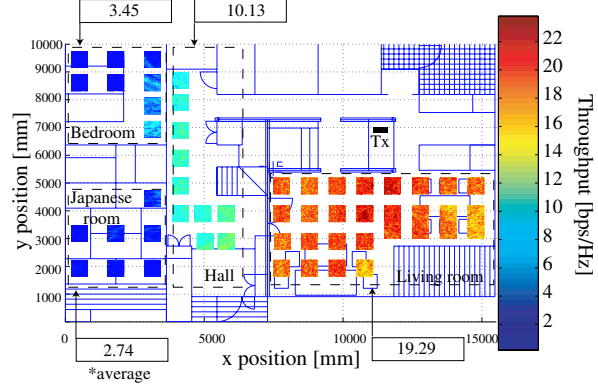 3.45
10.13
10000
9000
8000
7000
6000
5000
4000
3000
2000
1000
y position [mm]
Bedroom
Japanese
room
Hall
Tx
Living room
0
5000
10000
15000
x position [mm]
2.74
*average
19.29
22
20
18
16
14
12
10
8
6
4
2
Throughput [bps/Hz]